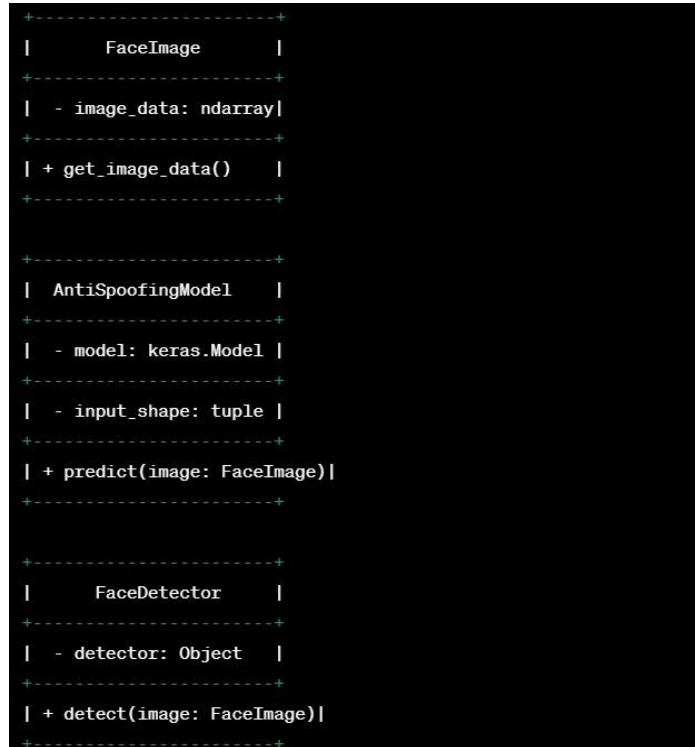 +-----------------------+
|       FaceImage       |
+-----------------------+
|  - image_data: ndarray|
+-----------------------+
| + get_image_data()    |
+-----------------------+
+-----------------------+
|  AntiSpoofingModel    |
+-----------------------+
|  - model: keras.Model |
+-----------------------+
|  - input_shape: tuple |
+-----------------------+
| + predict(image: FaceImage)|
+-----------------------+
+-----------------------+
|      FaceDetector     |
+-----------------------+
|  - detector: Object   |
+-----------------------+
| + detect(image: FaceImage)|
+-----------------------+